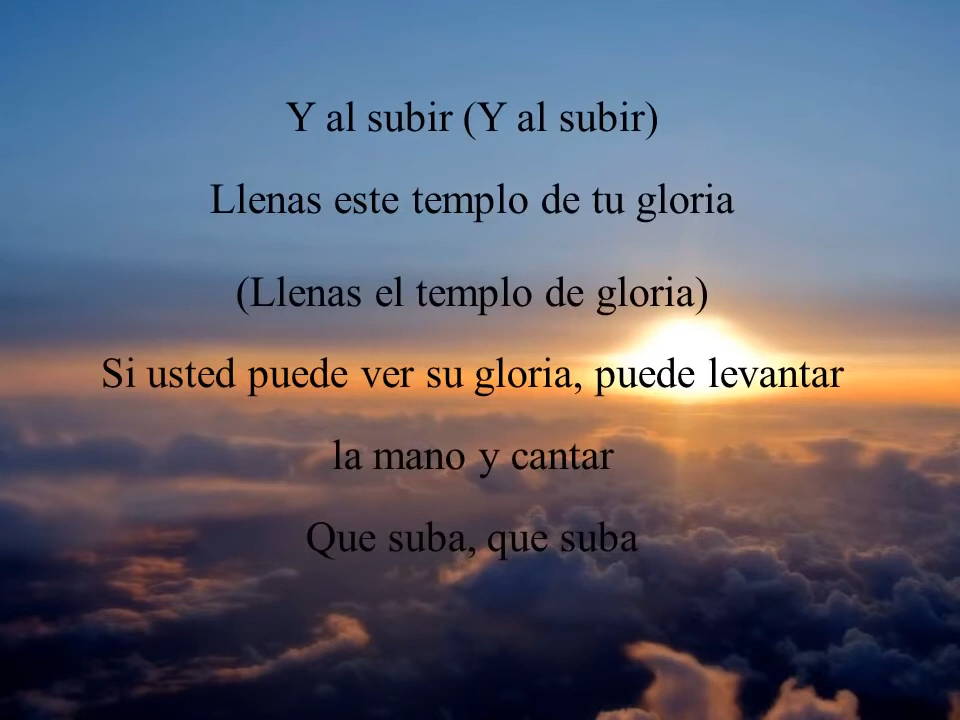 Y al subir (Y al subir)
Llenas este templo de tu gloria
(Llenas el templo de gloria)
Si usted puede ver su gloria, puede levantar
la mano y cantar
Que suba, que suba